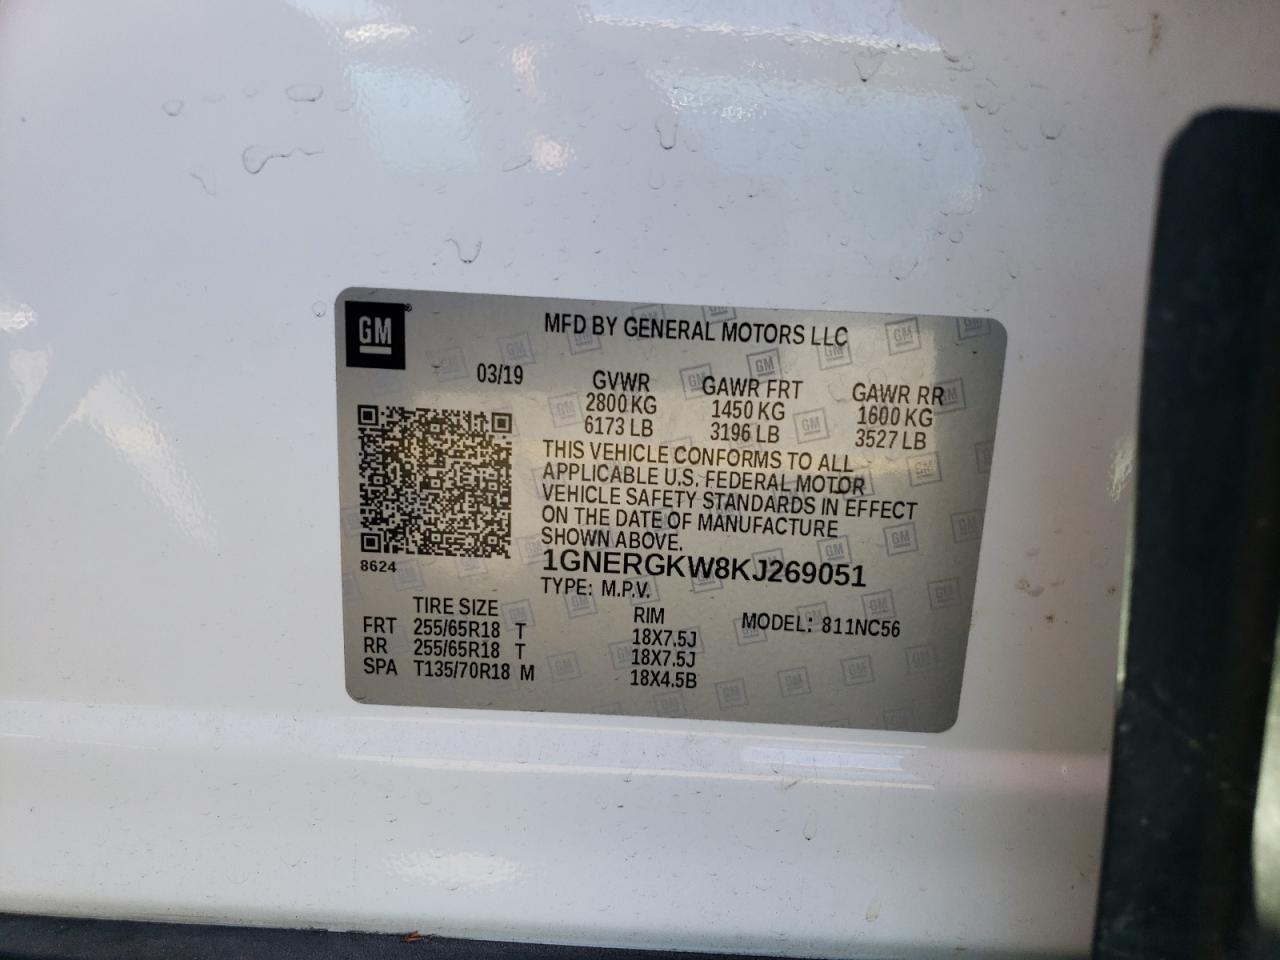 GM
MFD BY GENERAL MOTORS LLC
03/19
GVWR GAWR FRT GAWR RR
2800 KG 1450 KG 1600 KG
6173 LB 3196 LB 3527 LB
THIS VEHICLE CONFORMS TO ALL
APPLICABLE U.S. FEDERAL MOTOR
VEHICLE SAFETY STANDARDS IN EFFECT
ON THE DATE OF MANUFACTURE
SHOWN ABOVE.
8624
1GNERGKW8KJ269051
TYPE: M.P.V.
TIRE SIZE RIM MODEL: 811NC56
FRT 255/65R18 T 18X7.5J
RR 255/65R18 T 18X7.5J
SPA T135/70R18 M 18X4.5B